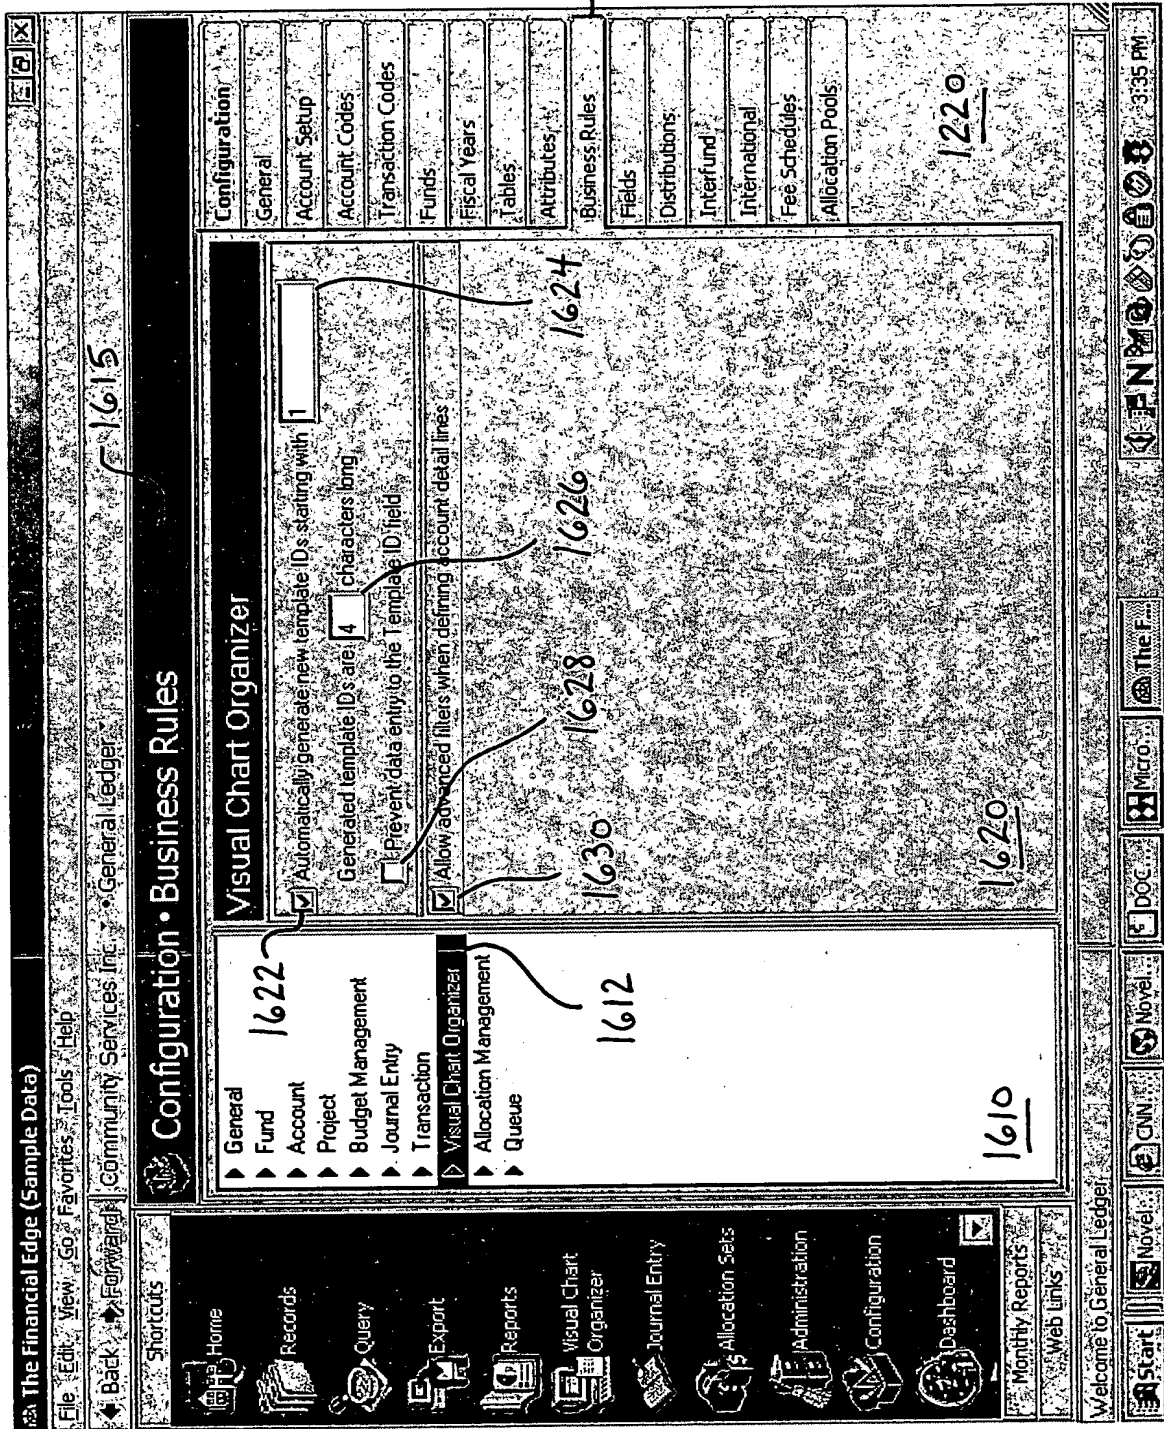 The Financial Edge (Sample Data)
File Edit View Go Favorites Tools Help
Back Forward Community Services Inc. General Ledger
1615
Configuration • Business Rules
Shortcuts
Home
Records
Query
Export
Reports
Visual Chart
Organizer
Journal Entry
Allocation Sets
Administration
Configuration
Dashboard
Monthly Reports
Web Links
General
Fund
Account
Project
Budget Management
Journal Entry
Transaction
Visual Chart Organizer
Allocation Management
Queue
1622
1612
1610
Visual Chart Organizer
Automatically generate new template IDs starting with 1
Generated template IDs are 4 characters long
Prevent data entry to the Template ID field
Allow advanced filters when defining account detail lines
1630
1628
1626
1624
1620
Configuration
General
Account Setup
Account Codes
Transaction Codes
Funds
Fiscal Years
Tables
Attributes
Business Rules
Fields
Distributions
Interfund
International
Fee Schedules
Allocation Pools
1220
Welcome to General Ledger
Start Novel... CNN... Novel... DOC... Micro... The F... N 3:35 PM